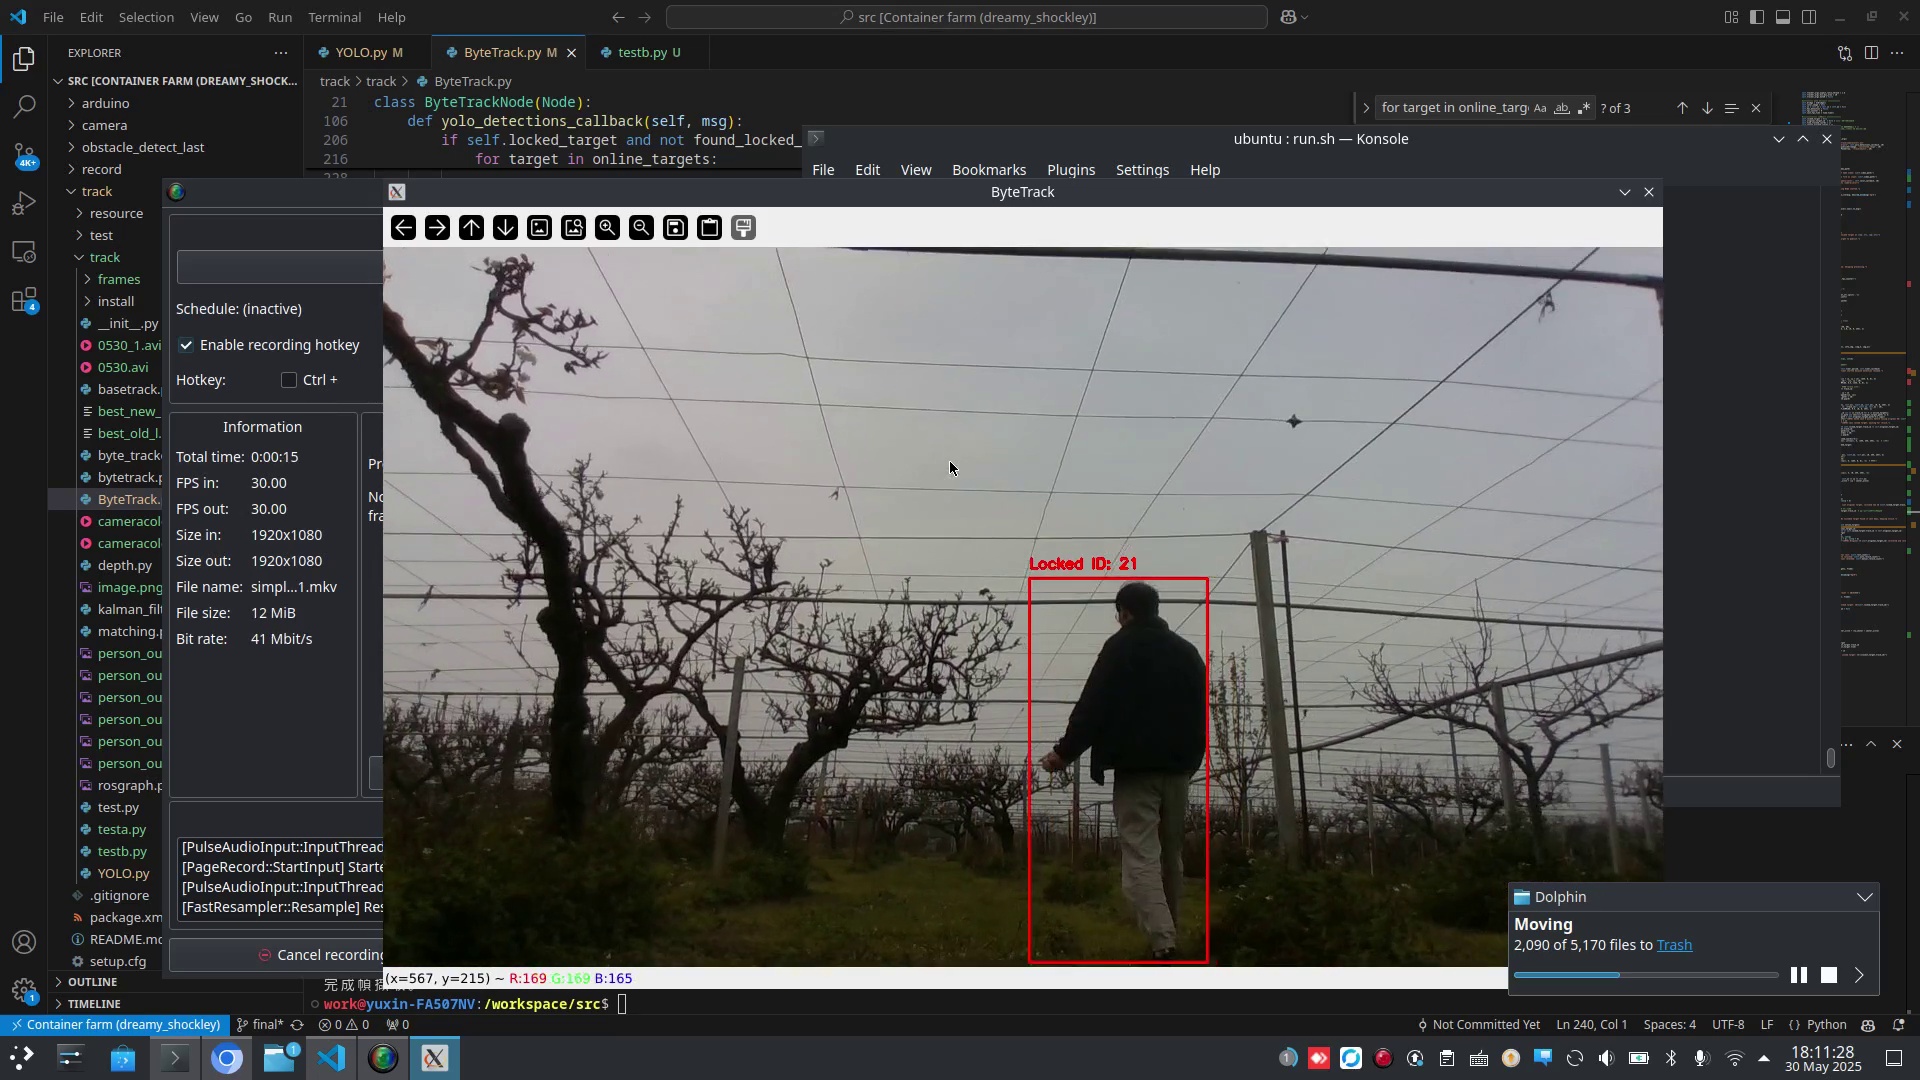 File Edit Selection View Go Run Terminal Help
src [Container farm (dreamy_shockley)]
EXPLORER
YOLO.py M
ByteTrack.py M
testb.py U
SRC [CONTAINER FARM (DREAMY_SHOCK...
track > track > ByteTrack.py
arduino
camera
obstacle_detect_last
record
track
resource
test
track
frames
install
__init__.py
0530_1.avi
0530.avi
basetrack.
best_new_
best_old_l.
byte_track
bytetrack.p
ByteTrack.
cameracol
cameracol
depth.py
image.png
kalman_filt
matching.p
person_ou
person_ou
person_ou
person_ou
person_ou
person_ou
rosgraph.p
test.py
testa.py
testb.py
YOLO.py
.gitignore
package.xm
README.md
setup.cfg
OUTLINE
TIMELINE
4K+
4
1
21 class ByteTrackNode(Node):
106 def yolo_detections_callback(self, msg):
206 if self.locked_target and not found_locked_
216 for target in online_targets:
for target in online_targ
Aa ab
? of 3
ubuntu : run.sh — Konsole
File Edit View Bookmarks Plugins Settings Help
ByteTrack
Schedule: (inactive)
Enable recording hotkey
Hotkey: Ctrl +
Information
Total time: 0:00:15
FPS in: 30.00
FPS out: 30.00
Size in: 1920x1080
Size out: 1920x1080
File name: simpl...1.mkv
File size: 12 MiB
Bit rate: 41 Mbit/s
Pr
No
fra
[PulseAudioInput::InputThread
[PageRecord::StartInput] Starte
[PulseAudioInput::InputThread
[FastResampler::Resample] Res
Cancel recording
Locked ID: 21
(x=567, y=215) ~ R:169 G:169 B:165
Dolphin
Moving
2,090 of 5,170 files to Trash
work@yuxin-FA507NV:/workspace/src$
Container farm (dreamy_shockley)
final*
0 0
0
Not Committed Yet
Ln 240, Col 1
Spaces: 4
UTF-8
LF
{} Python
1
1
18:11:28
30 May 2025